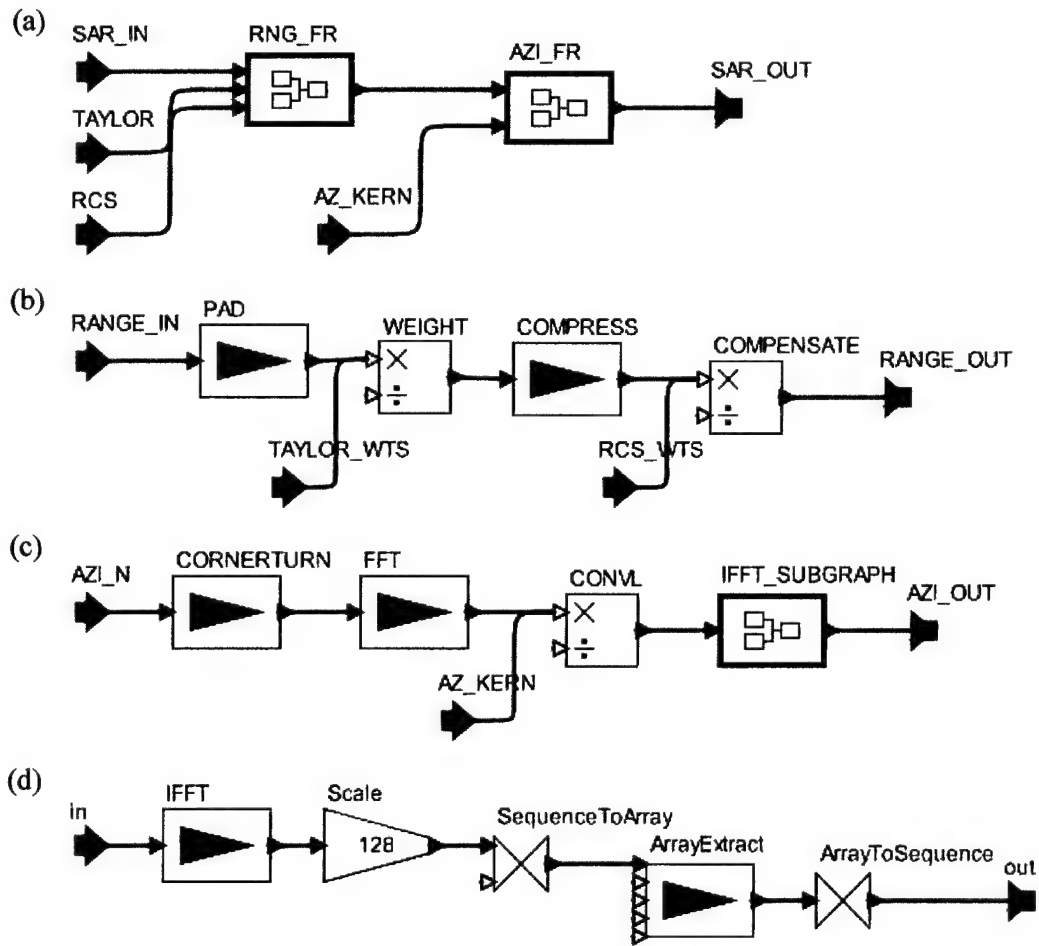 (a)
SAR_IN
RNG_FR
AZI_FR
SAR_OUT
TAYLOR
RCS
AZ_KERN
(b)
RANGE_IN
PAD
WEIGHT
COMPRESS
COMPENSATE
RANGE_OUT
× ÷
× ÷
TAYLOR_WTS
RCS_WTS
(c)
AZI_N
CORNERTURN
FFT
CONVL
IFFT_SUBGRAPH
AZI_OUT
× ÷
AZ_KERN
(d)
in
IFFT
Scale
128
SequenceToArray
ArrayExtract
ArrayToSequence
out